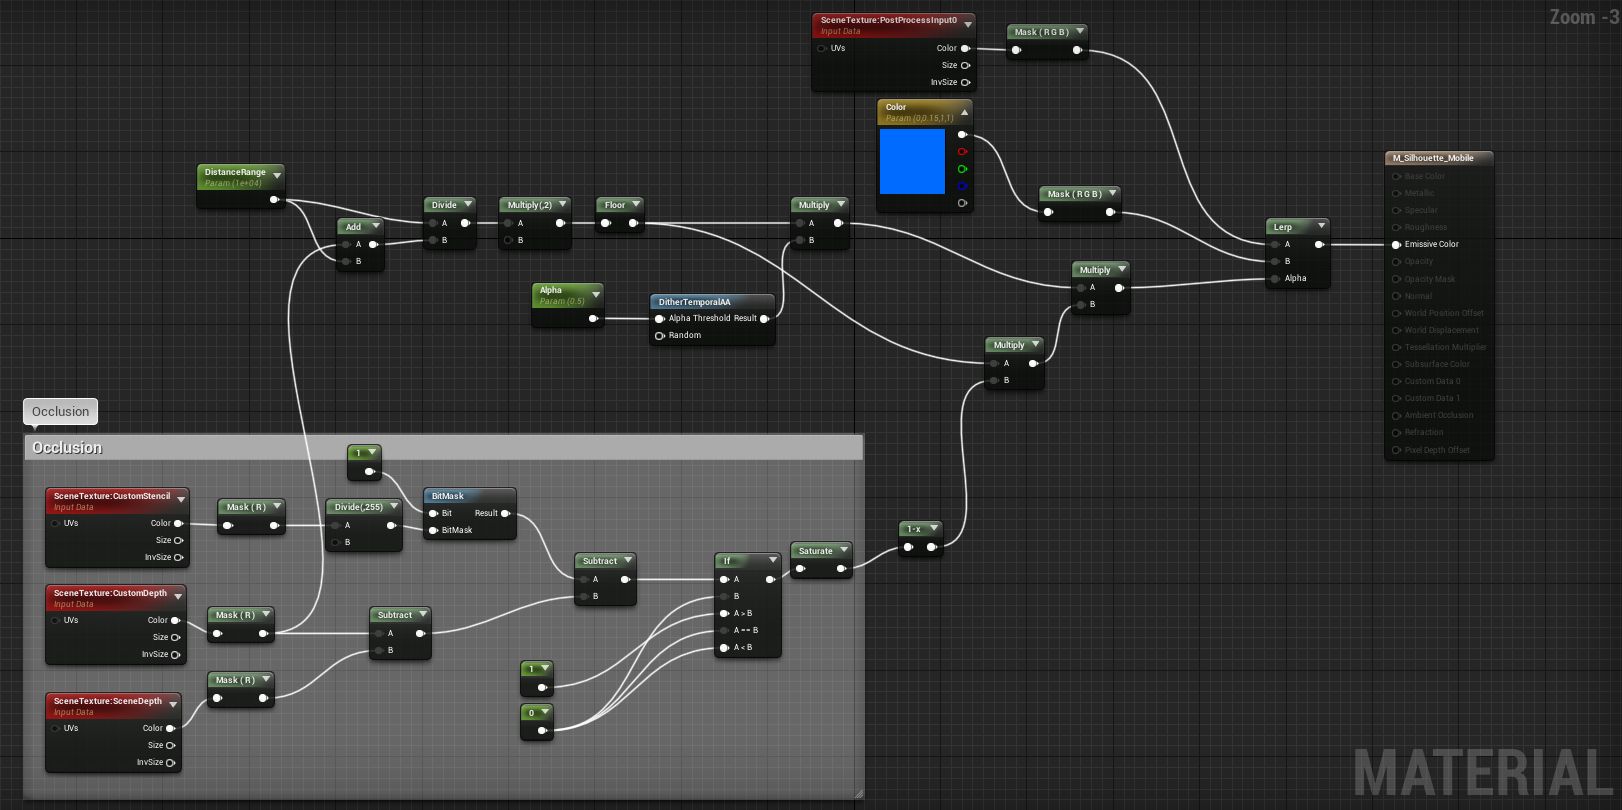 Zoom -3
SceneTexture:PostProcessInput0
Input Data
UVs
Color
Size
InvSize
Mask ( R G B )
Color
Param (0,0.15,1,1)
DistanceRange
Param (1e+04)
Add
A
B
Divide
A
B
Multiply(,2)
A
B
Floor
Multiply
A
B
Alpha
Param (0.5)
DitherTemporalAA
Alpha Threshold Result
Random
Mask ( R G B )
Multiply
A
B
Multiply
A
B
Lerp
A
B
Alpha
M_Silhouette_Mobile
Base Color
Metallic
Specular
Roughness
Emissive Color
Opacity
Opacity Mask
Normal
World Position Offset
World Displacement
Tessellation Multiplier
Subsurface Color
Custom Data 0
Custom Data 1
Ambient Occlusion
Refraction
Pixel Depth Offset
Occlusion
Occlusion
1
SceneTexture:CustomStencil
Input Data
UVs
Color
Size
InvSize
Mask ( R )
Divide(,255)
A
B
BitMask
Bit
Result
BitMask
SceneTexture:CustomDepth
Input Data
UVs
Color
Size
InvSize
Mask ( R )
Subtract
A
B
SceneTexture:SceneDepth
Input Data
UVs
Color
Size
InvSize
Mask ( R )
Subtract
A
B
1
0
If
A
B
A > B
A == B
A < B
Saturate
1-x
MATERIAL